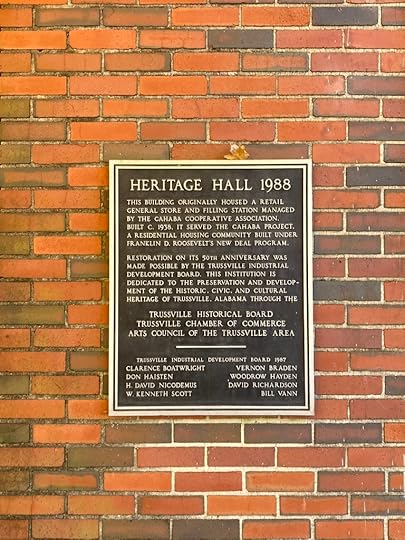 HERITAGE HALL 1988
THIS BUILDING ORIGINALLY HOUSED A RETAIL
GENERAL STORE AND FILLING STATION MANAGED
BY THE CAHABA COOPERATIVE ASSOCIATION.
BUILT C. 1938, IT SERVED THE CAHABA PROJECT,
A RESIDENTIAL HOUSING COMMUNITY BUILT UNDER
FRANKLIN D. ROOSEVELT'S NEW DEAL PROGRAM.
RESTORATION ON ITS 50TH ANNIVERSARY WAS
MADE POSSIBLE BY THE TRUSSVILLE INDUSTRIAL
DEVELOPMENT BOARD. THIS INSTITUTION IS
DEDICATED TO THE PRESERVATION AND DEVELOP-
MENT OF THE HISTORIC, CIVIC, AND CULTURAL
HERITAGE OF TRUSSVILLE, ALABAMA THROUGH THE
TRUSSVILLE HISTORICAL BOARD
TRUSSVILLE CHAMBER OF COMMERCE
ARTS COUNCIL OF THE TRUSSVILLE AREA
TRUSSVILLE INDUSTRIAL DEVELOPMENT BOARD 1987
CLARENCE BOATWRIGHT VERNON BRADEN
DON HAISTEN WOODROW HAYDEN
H. DAVID NICODEMUS DAVID RICHARDSON
W. KENNETH SCOTT BILL VANN